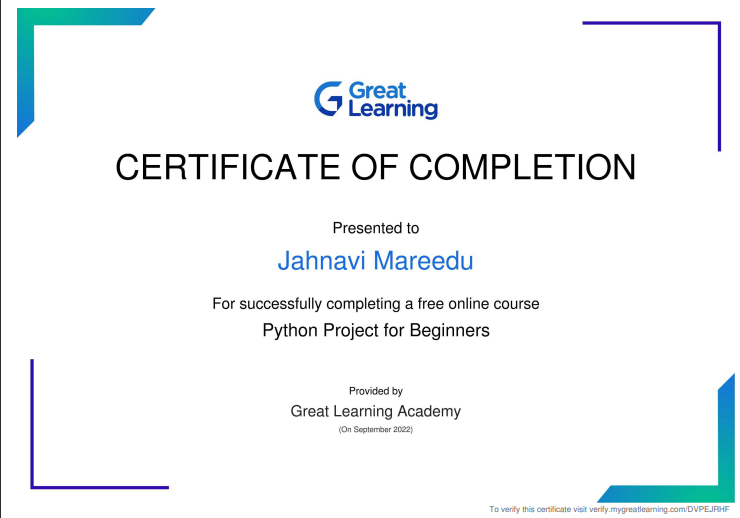 Great
Learning
CERTIFICATE OF COMPLETION
Presented to
Jahnavi Mareedu
For successfully completing a free online course
Python Project for Beginners
Provided by
Great Learning Academy
(On September 2022)
To verify this certificate visit verify.mygreatlearning.com/DVPEJRHF